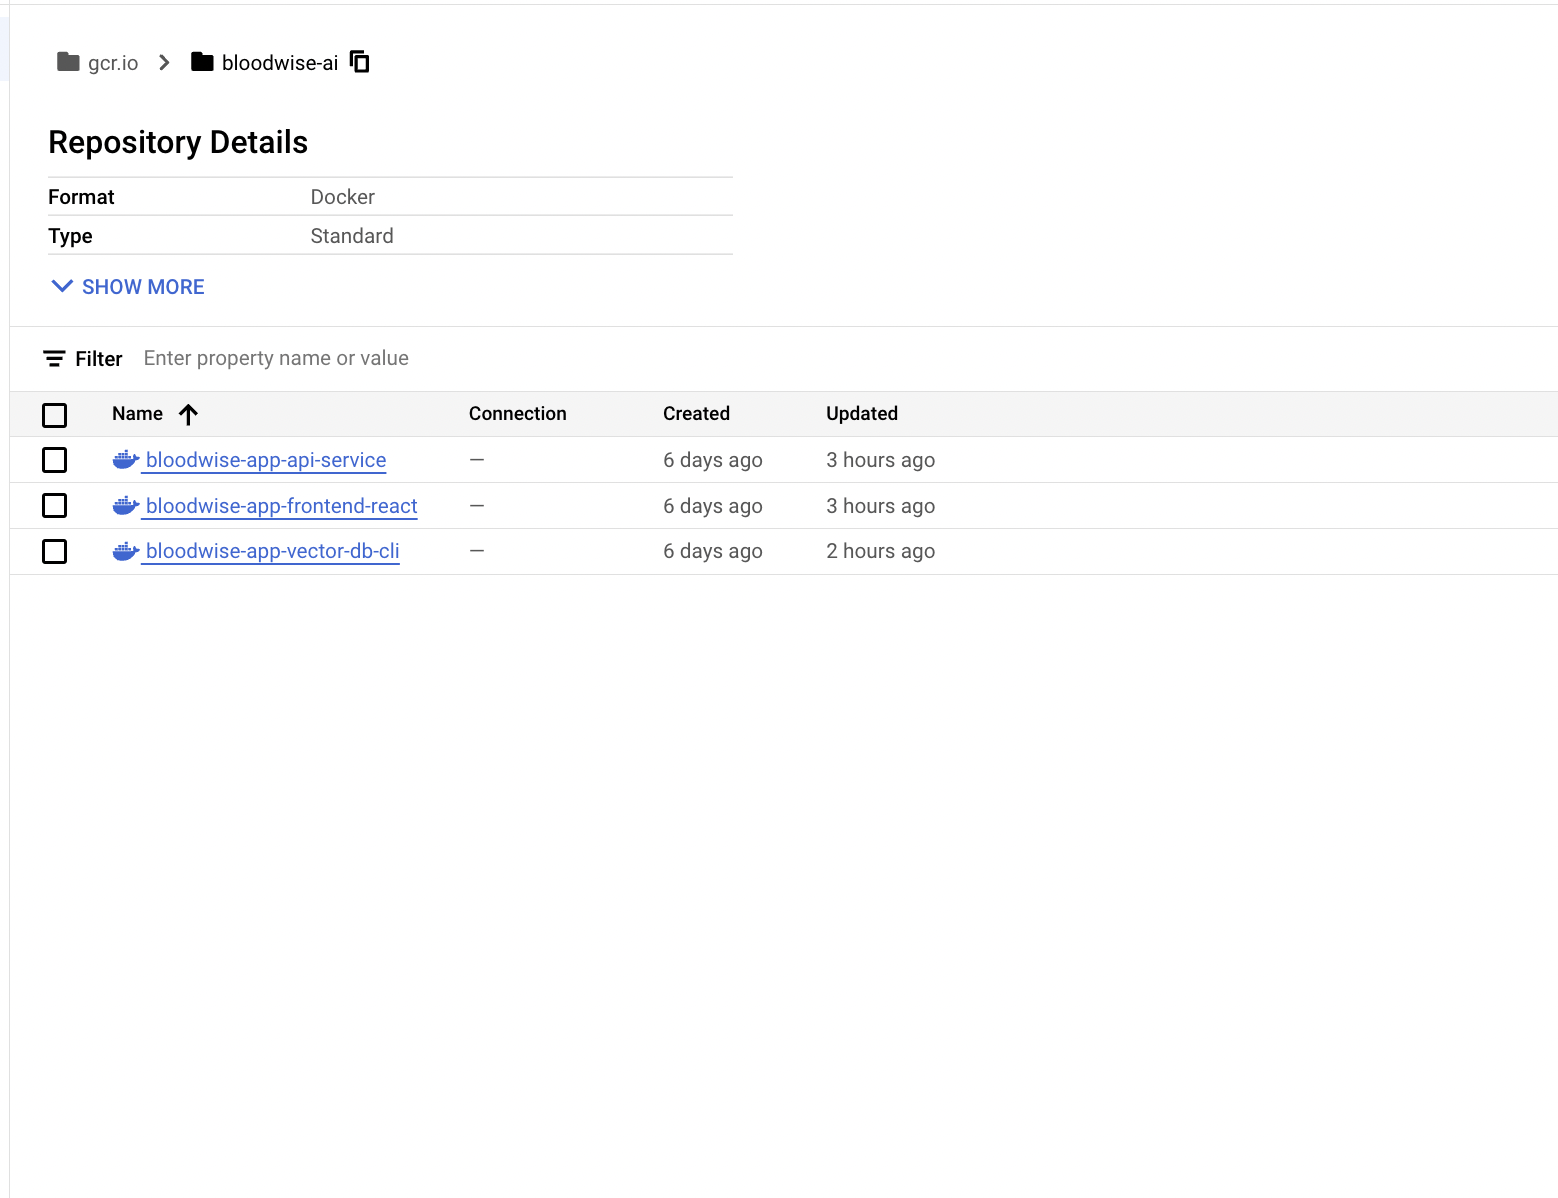 gcr.io > bloodwise-ai
Repository Details
Format Docker
Type Standard
SHOW MORE
Filter Enter property name or value
Name Connection Created Updated
bloodwise-app-api-service — 6 days ago 3 hours ago
bloodwise-app-frontend-react — 6 days ago 3 hours ago
bloodwise-app-vector-db-cli — 6 days ago 2 hours ago